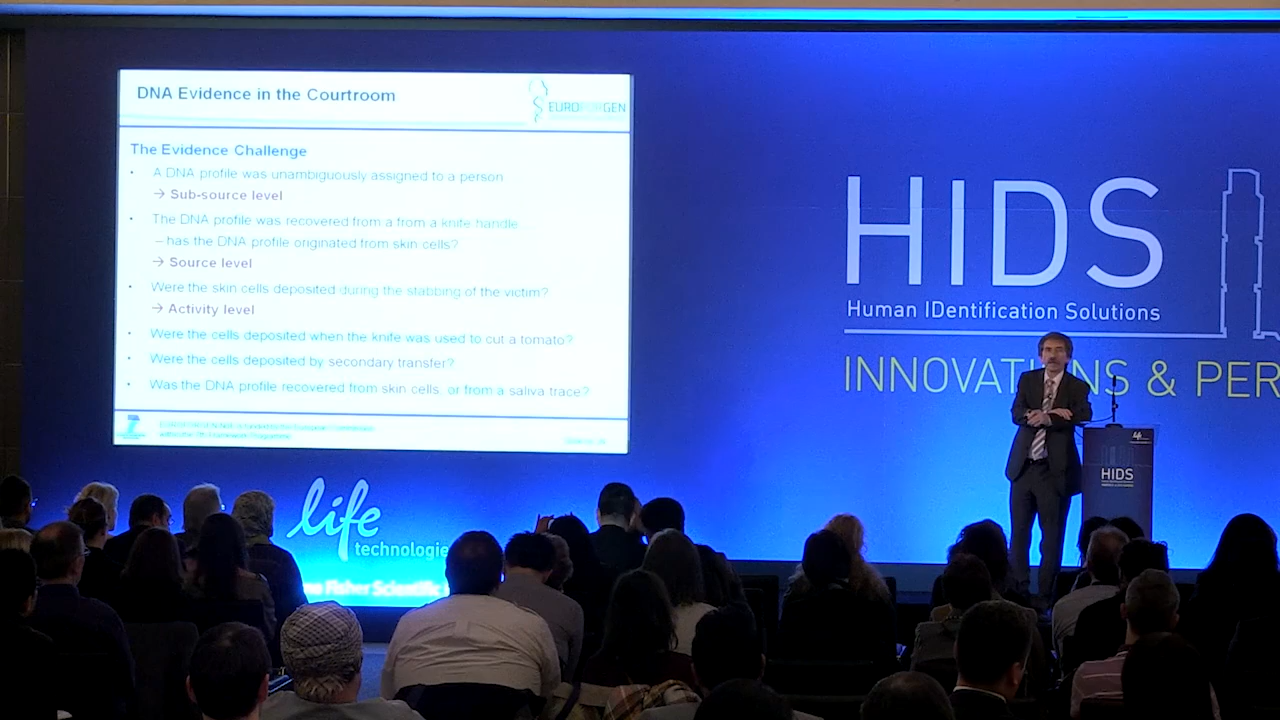 DNA Evidence in the Courtroom
EUROFORGEN
The Evidence Challenge
• A DNA profile was unambiguously assigned to a person
→ Sub-source level
• The DNA profile was recovered from a from a knife handle
– has the DNA profile originated from skin cells?
→ Source level
• Were the skin cells deposited during the stabbing of the victim?
→ Activity level
• Were the cells deposited when the knife was used to cut a tomato?
• Were the cells deposited by secondary transfer?
• Was the DNA profile recovered from skin cells, or from a saliva trace?
HIDS
Human IDentification Solutions
INNOVATIONS & PER
life
technologie
Fisher Scientific
life
HIDS